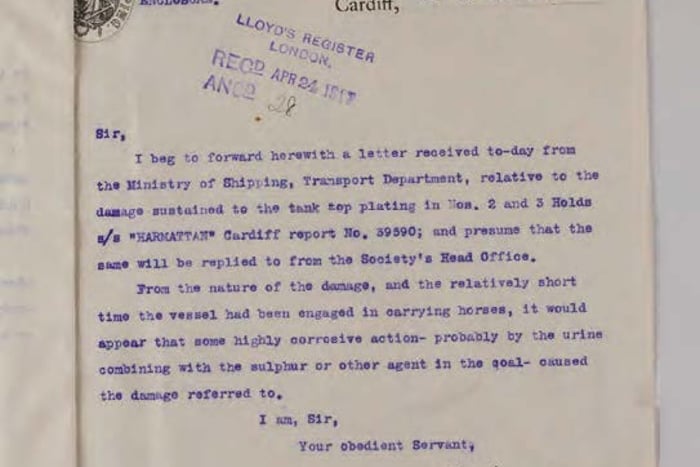 ENCLOSURE.
Cardiff,
LLOYD'S REGISTER
LONDON.
RECD APR 24 1917
ANCD 28
Sir,
I beg to forward herewith a letter received to-day from
the Ministry of Shipping, Transport Department, relative to the
damage sustained to the tank top plating in Nos. 2 and 3 Holds
s/s "HARMATTAN" Cardiff report No. 39590; and presume that the
same will be replied to from the Society's Head Office.
From the nature of the damage, and the relatively short
time the vessel had been engaged in carrying horses, it would
appear that some highly corrosive action- probably by the urine
combining with the sulphur or other agent in the coal- caused
the damage referred to.
I am, Sir,
Your obedient Servant,